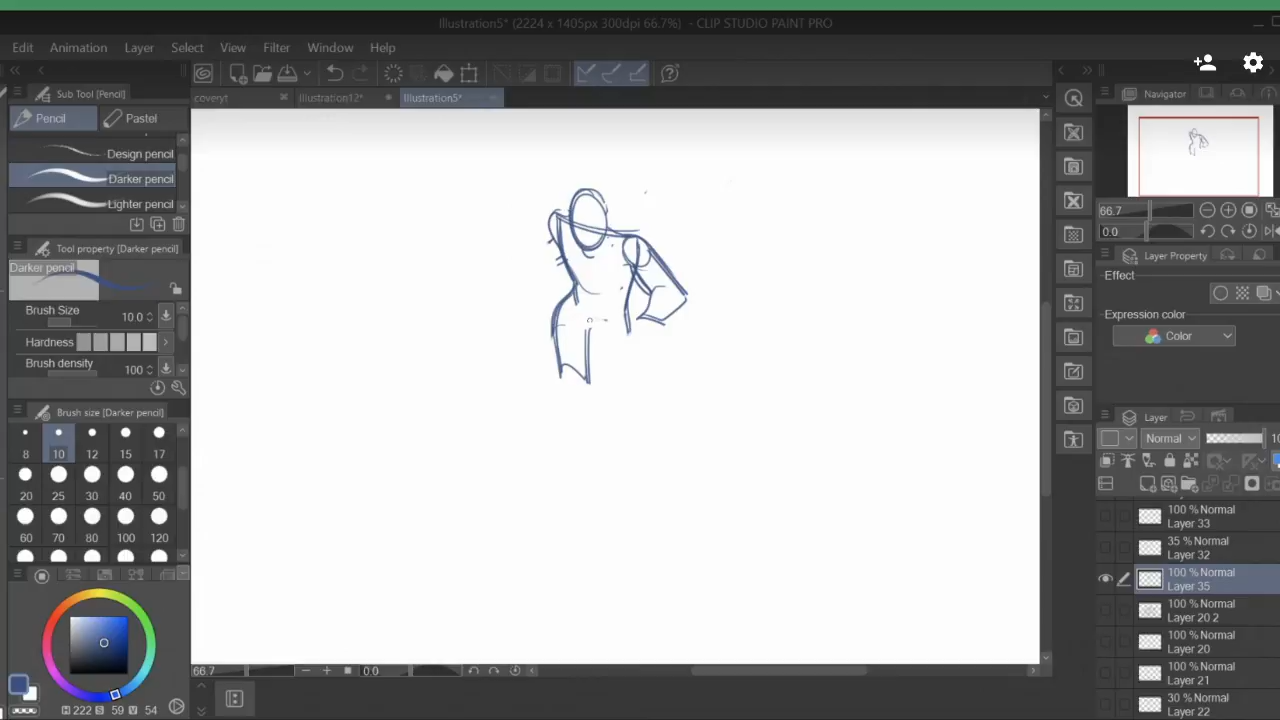 Illustration5* (2224 x 1405px 300dpi 66.7%) - CLIP STUDIO PAINT PRO
Edit Animation Layer Select View Filter Window Help
Sub Tool [Pencil]
coveryt Illustration12* Illustration5*
Navigator
Pencil Pastel
Design pencil
Darker pencil
Lighter pencil
66.7
0.0
Tool property [Darker pencil]
Darker pencil
Layer Property
Effect
Brush Size 10.0
Expression color
Hardness
Color
Brush density 100
Brush size [Darker pencil]
Layer
8 10 12 15 17
Normal
20 25 30 40 50
60 70 80 100 120
100 % Normal
Layer 33
35 % Normal
Layer 32
100 % Normal
Layer 35
100 % Normal
Layer 20 2
100 % Normal
Layer 20
100 % Normal
Layer 21
30 % Normal
Layer 22
66.7 0.0
H 222 S 59 V 54